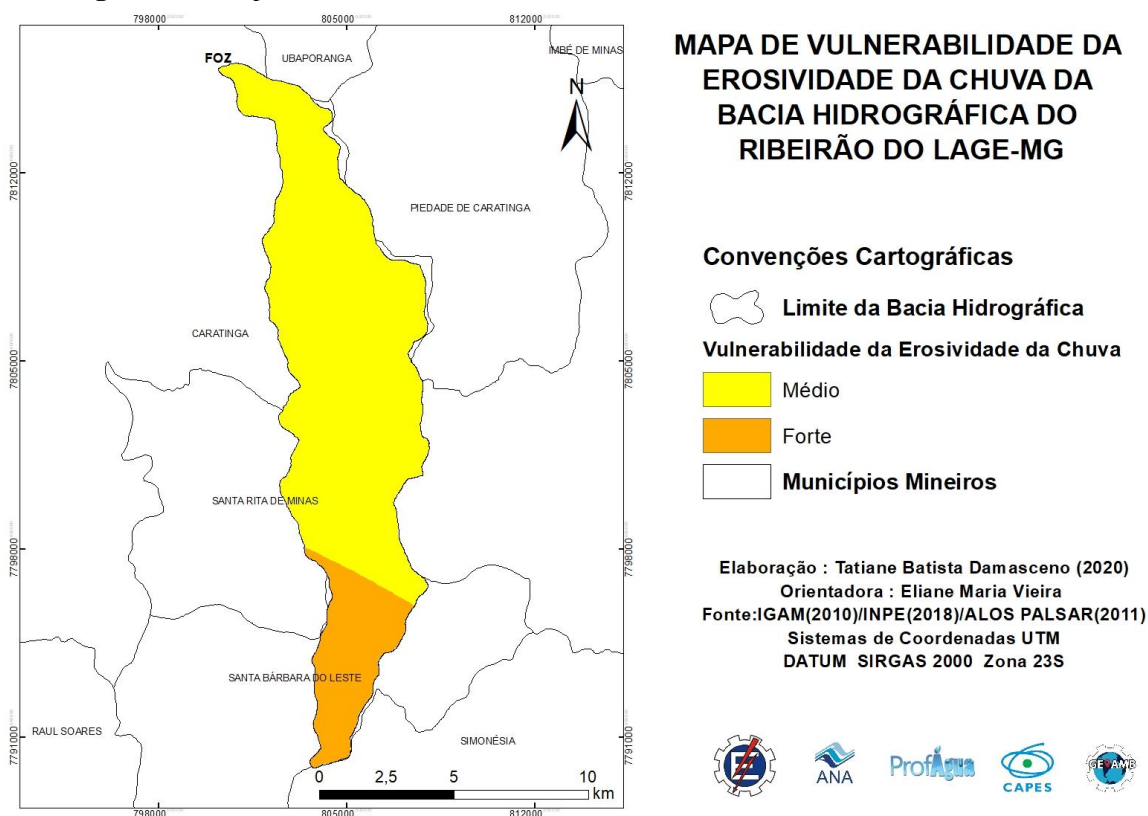 798000
805000
812000
FOZ
UBAPORANGA
IMBÉ DE MINAS
N
7812000
7812000
PIEDADE DE CARATINGA
CARATINGA
7805000
7805000
SANTA RITA DE MINAS
7798000
7798000
SANTA BÁRBARA DO LESTE
RAUL SOARES
SIMONÉSIA
7791000
7791000
0 2,5 5 10
km
798000
805000
812000
MAPA DE VULNERABILIDADE DA
EROSIVIDADE DA CHUVA DA
BACIA HIDROGRÁFICA DO
RIBEIRÃO DO LAGE-MG
Convenções Cartográficas
Limite da Bacia Hidrográfica
Vulnerabilidade da Erosividade da Chuva
Médio
Forte
Municípios Mineiros
Elaboração : Tatiane Batista Damasceno (2020)
Orientadora : Eliane Maria Vieira
Fonte:IGAM(2010)/INPE(2018)/ALOS PALSAR(2011)
Sistemas de Coordenadas UTM
DATUM SIRGAS 2000 Zona 23S
ANA
ProfÁgua
CAPES